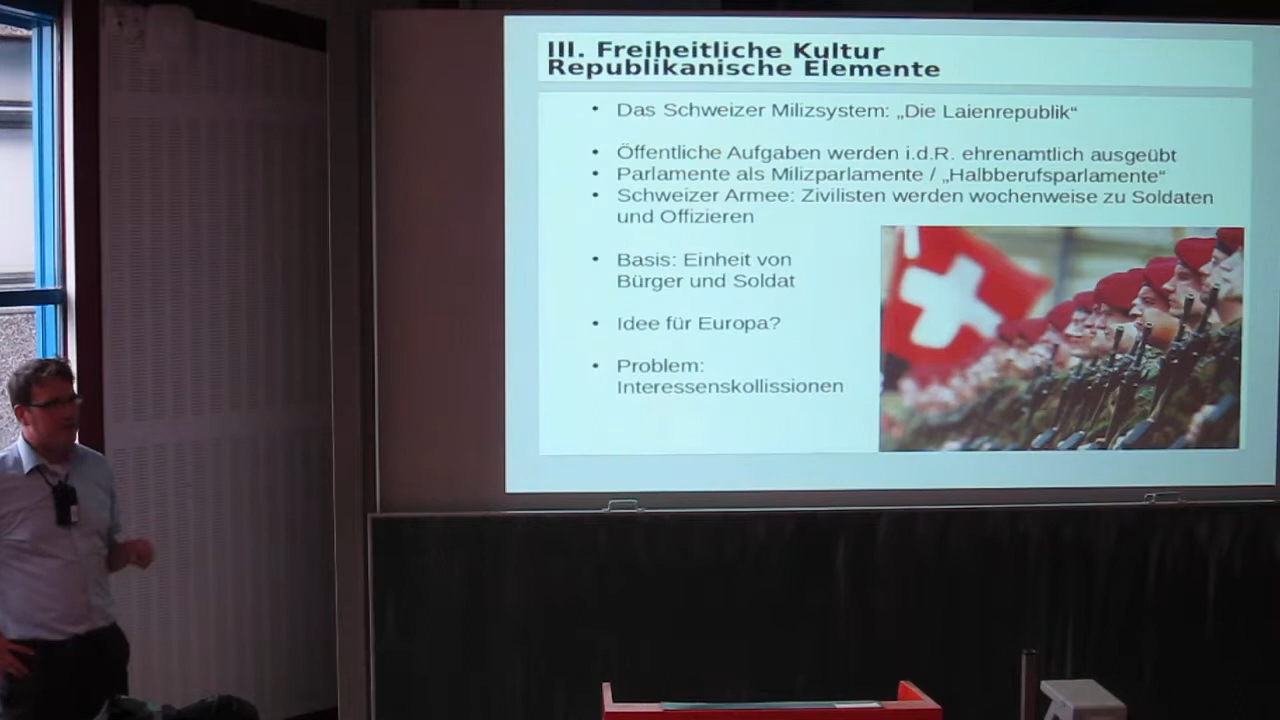 III. Freiheitliche Kultur
Republikanische Elemente
• Das Schweizer Milizsystem: „Die Laienrepublik“
• Öffentliche Aufgaben werden i.d.R. ehrenamtlich ausgeübt
• Parlamente als Milizparlamente / „Halbberufsparlamente“
• Schweizer Armee: Zivilisten werden wochenweise zu Soldaten
und Offizieren
• Basis: Einheit von
Bürger und Soldat
• Idee für Europa?
• Problem:
Interessenskollissionen